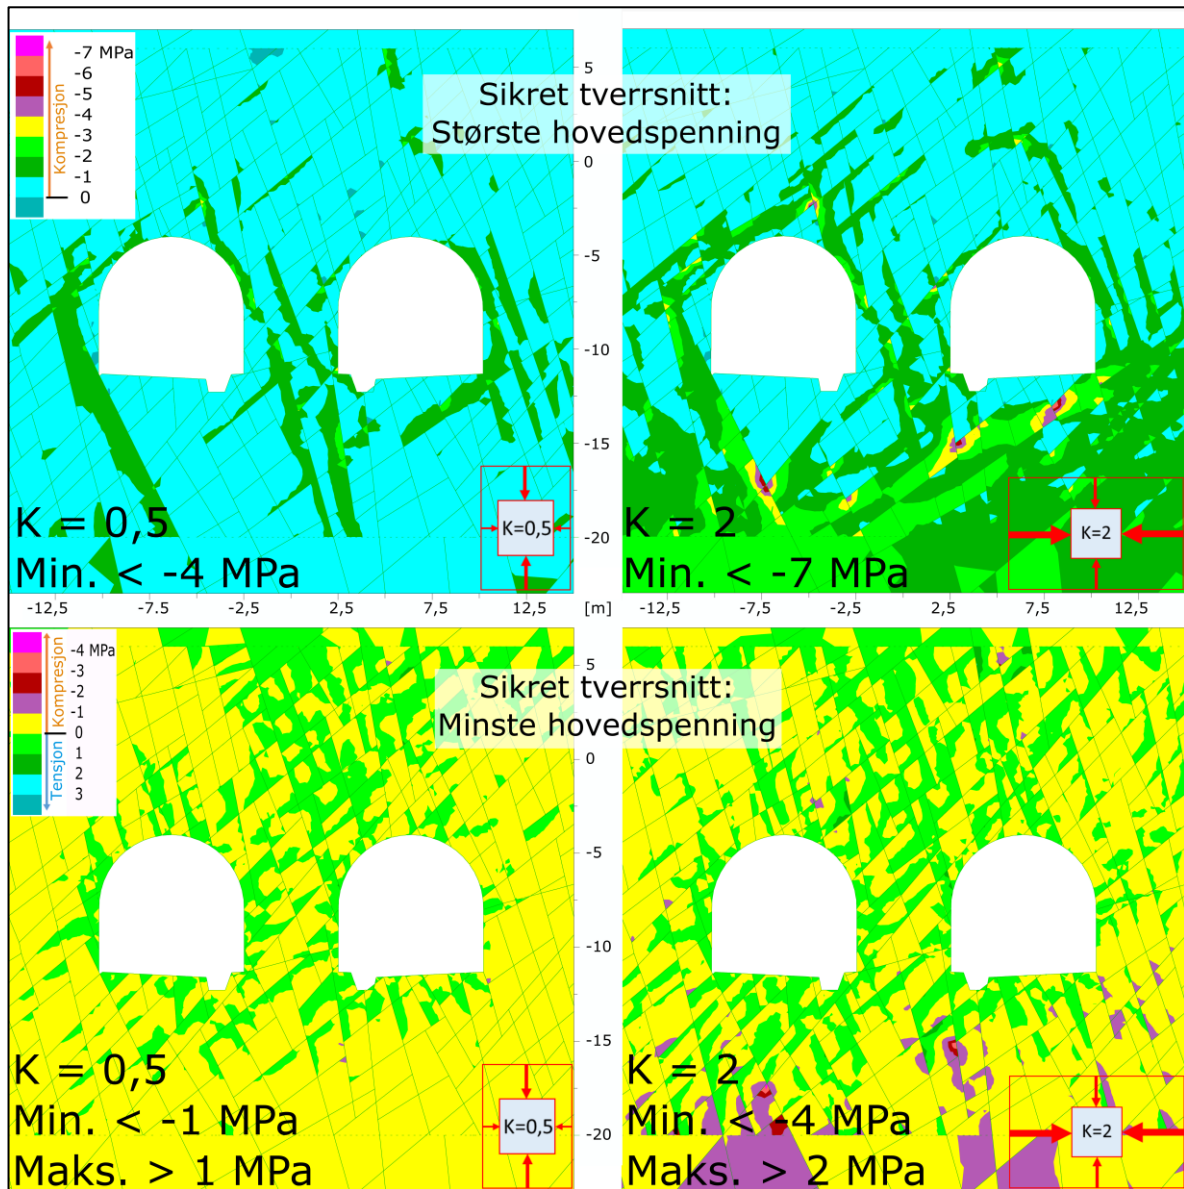 -7 MPa
-6
-5
-4
-3
-2
-1
0
Kompresjon
Sikret tverrsnitt:
Største hovedspenning
5
0
-5
-10
-15
-20
K = 0,5
Min. < -4 MPa
K=0,5
K = 2
Min. < -7 MPa
K=2
-12,5 -7,5 -2,5 2,5 7,5 12,5 [m] -12,5 -7,5 -2,5 2,5 7,5 12,5
-4 MPa
-3
-2
-1
0
1
2
3
Kompresjon
Tensjon
Sikret tverrsnitt:
Minste hovedspenning
5
0
-5
-10
-15
-20
K = 0,5
Min. < -1 MPa
Maks. > 1 MPa
K=0,5
K = 2
Min. < -4 MPa
Maks. > 2 MPa
K=2